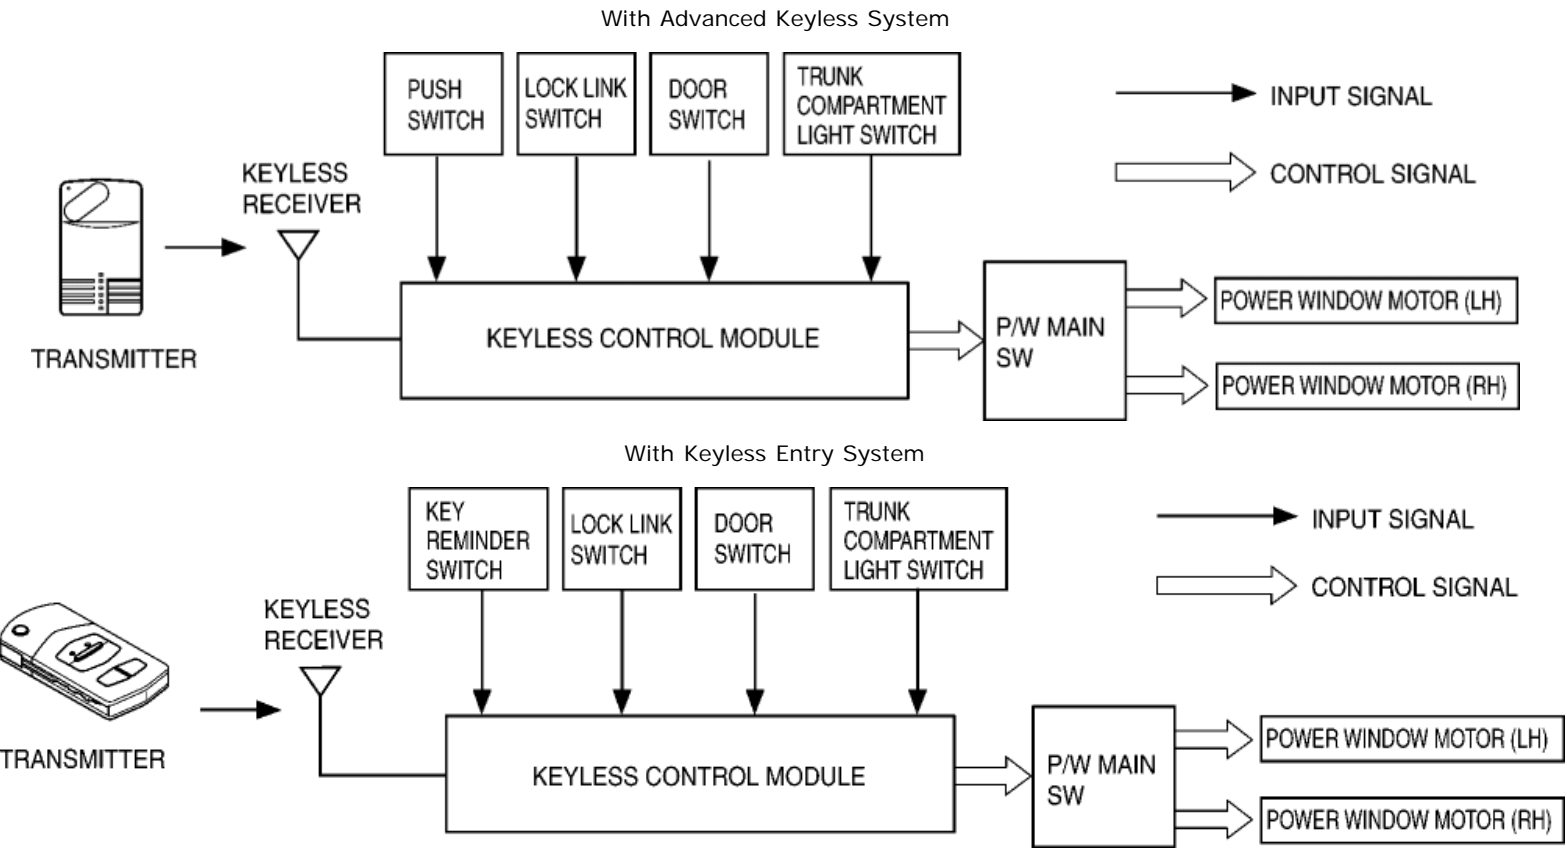 With Advanced Keyless System
PUSH
SWITCH
LOCK LINK
SWITCH
DOOR
SWITCH
TRUNK
COMPARTMENT
LIGHT SWITCH
INPUT SIGNAL
CONTROL SIGNAL
KEYLESS
RECEIVER
TRANSMITTER
KEYLESS CONTROL MODULE
P/W MAIN
SW
POWER WINDOW MOTOR (LH)
POWER WINDOW MOTOR (RH)
With Keyless Entry System
KEY
REMINDER
SWITCH
LOCK LINK
SWITCH
DOOR
SWITCH
TRUNK
COMPARTMENT
LIGHT SWITCH
INPUT SIGNAL
CONTROL SIGNAL
KEYLESS
RECEIVER
TRANSMITTER
KEYLESS CONTROL MODULE
P/W MAIN
SW
POWER WINDOW MOTOR (LH)
POWER WINDOW MOTOR (RH)